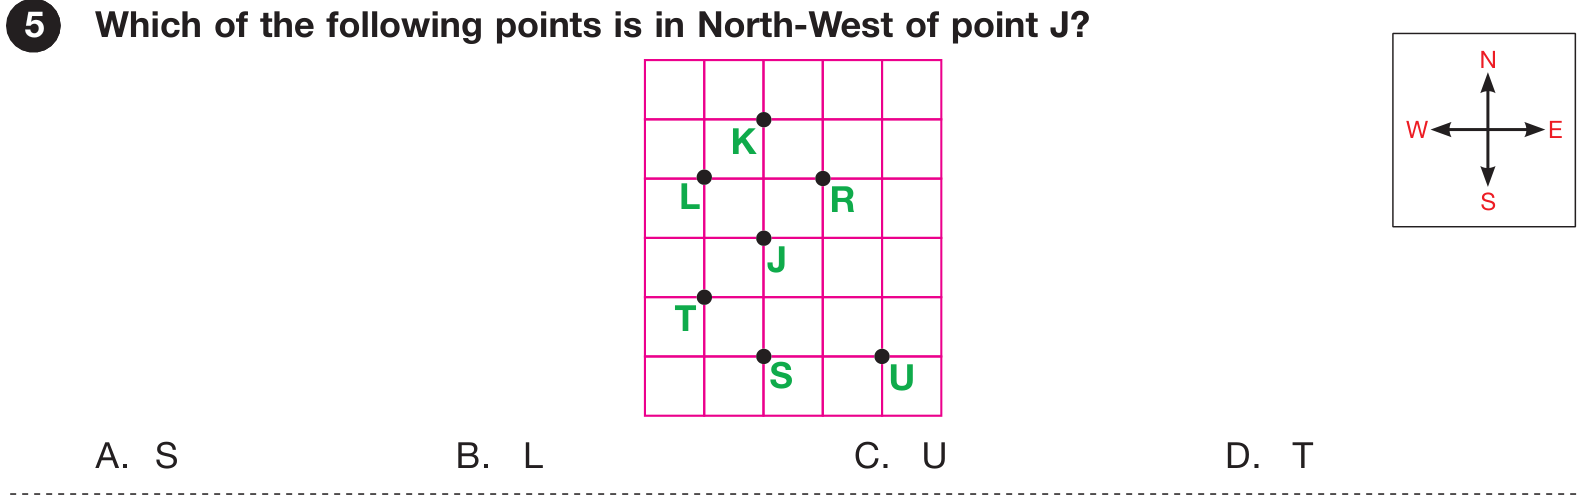 5 Which of the following points is in North-West of point J?
N
W E
S
K
L R
J
T
S U
A. S B. L C. U D. T